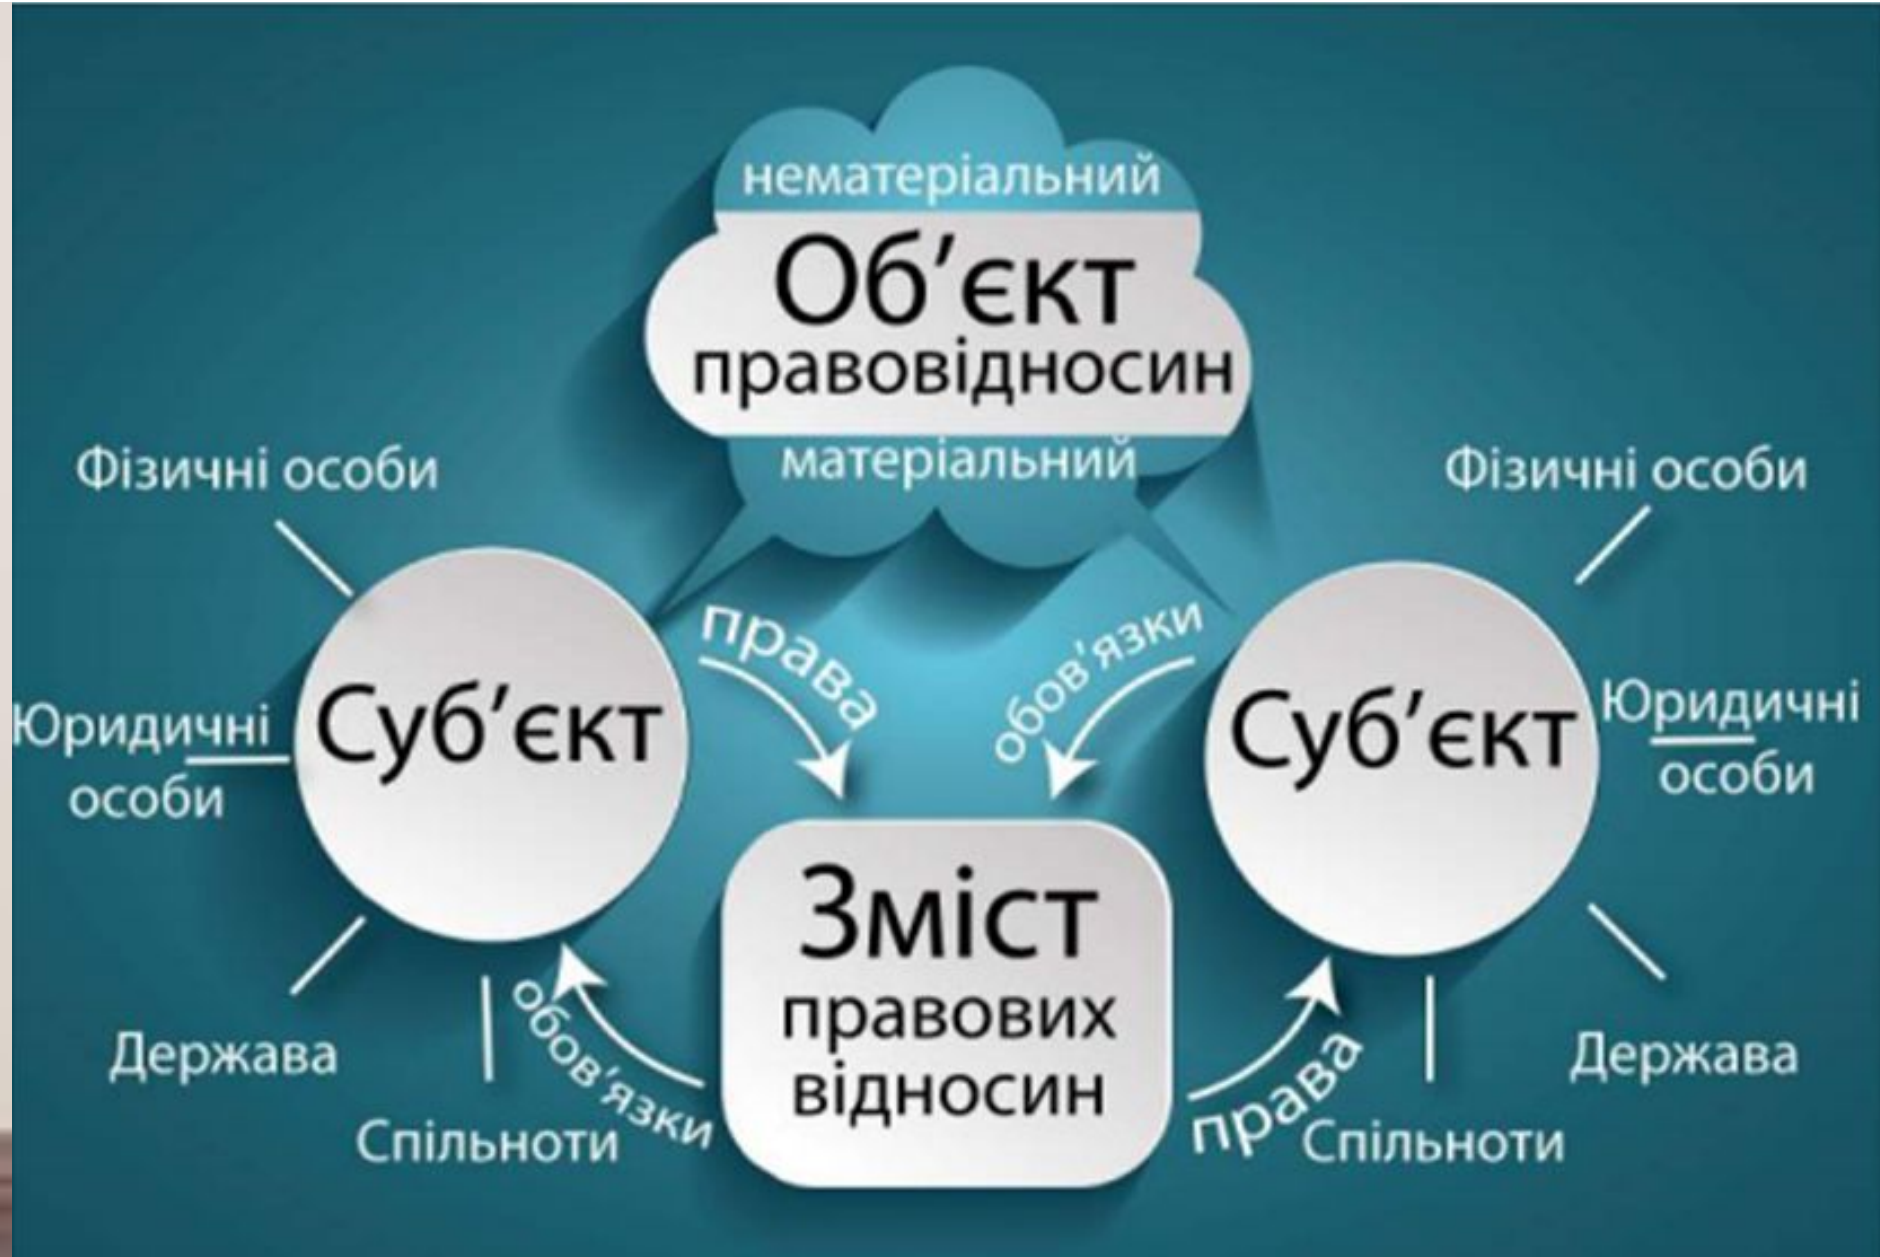 нематеріальний
Об’єкт
правовідносин
матеріальний
Фізичні особи
Фізичні особи
права
обов'язки
Суб’єкт
Суб’єкт
Юридичні
особи
Юридичні
особи
Зміст
правових
відносин
обов'язки
права
Держава
Держава
Спільноти
Спільноти